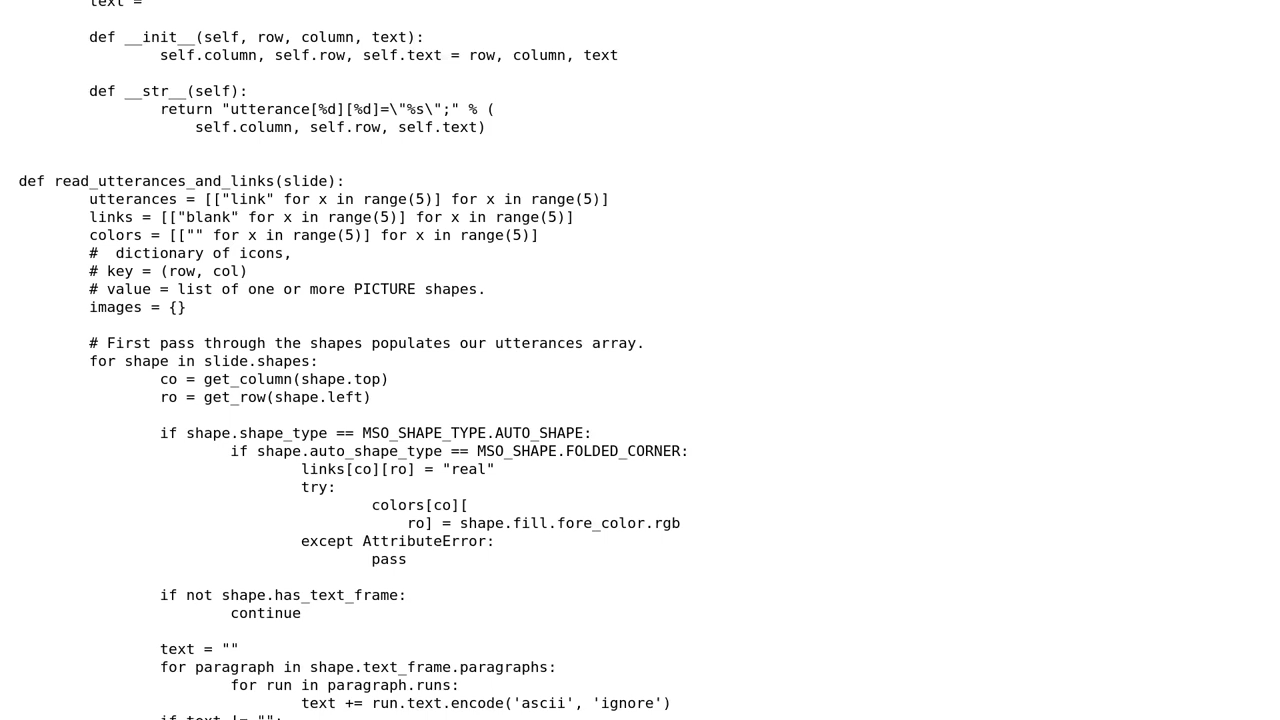 text =
def __init__(self, row, column, text):
self.column, self.row, self.text = row, column, text
def __str__(self):
return "utterance[%d][%d]=\"%s\";" % (
self.column, self.row, self.text)
def read_utterances_and_links(slide):
utterances = [["link" for x in range(5)] for x in range(5)]
links = [["blank" for x in range(5)] for x in range(5)]
colors = [["" for x in range(5)] for x in range(5)]
#  dictionary of icons,
# key = (row, col)
# value = list of one or more PICTURE shapes.
images = {}
# First pass through the shapes populates our utterances array.
for shape in slide.shapes:
co = get_column(shape.top)
ro = get_row(shape.left)
if shape.shape_type == MSO_SHAPE_TYPE.AUTO_SHAPE:
if shape.auto_shape_type == MSO_SHAPE.FOLDED_CORNER:
links[co][ro] = "real"
try:
colors[co][
ro] = shape.fill.fore_color.rgb
except AttributeError:
pass
if not shape.has_text_frame:
continue
text = ""
for paragraph in shape.text_frame.paragraphs:
for run in paragraph.runs:
text += run.text.encode('ascii', 'ignore')
if text != "":